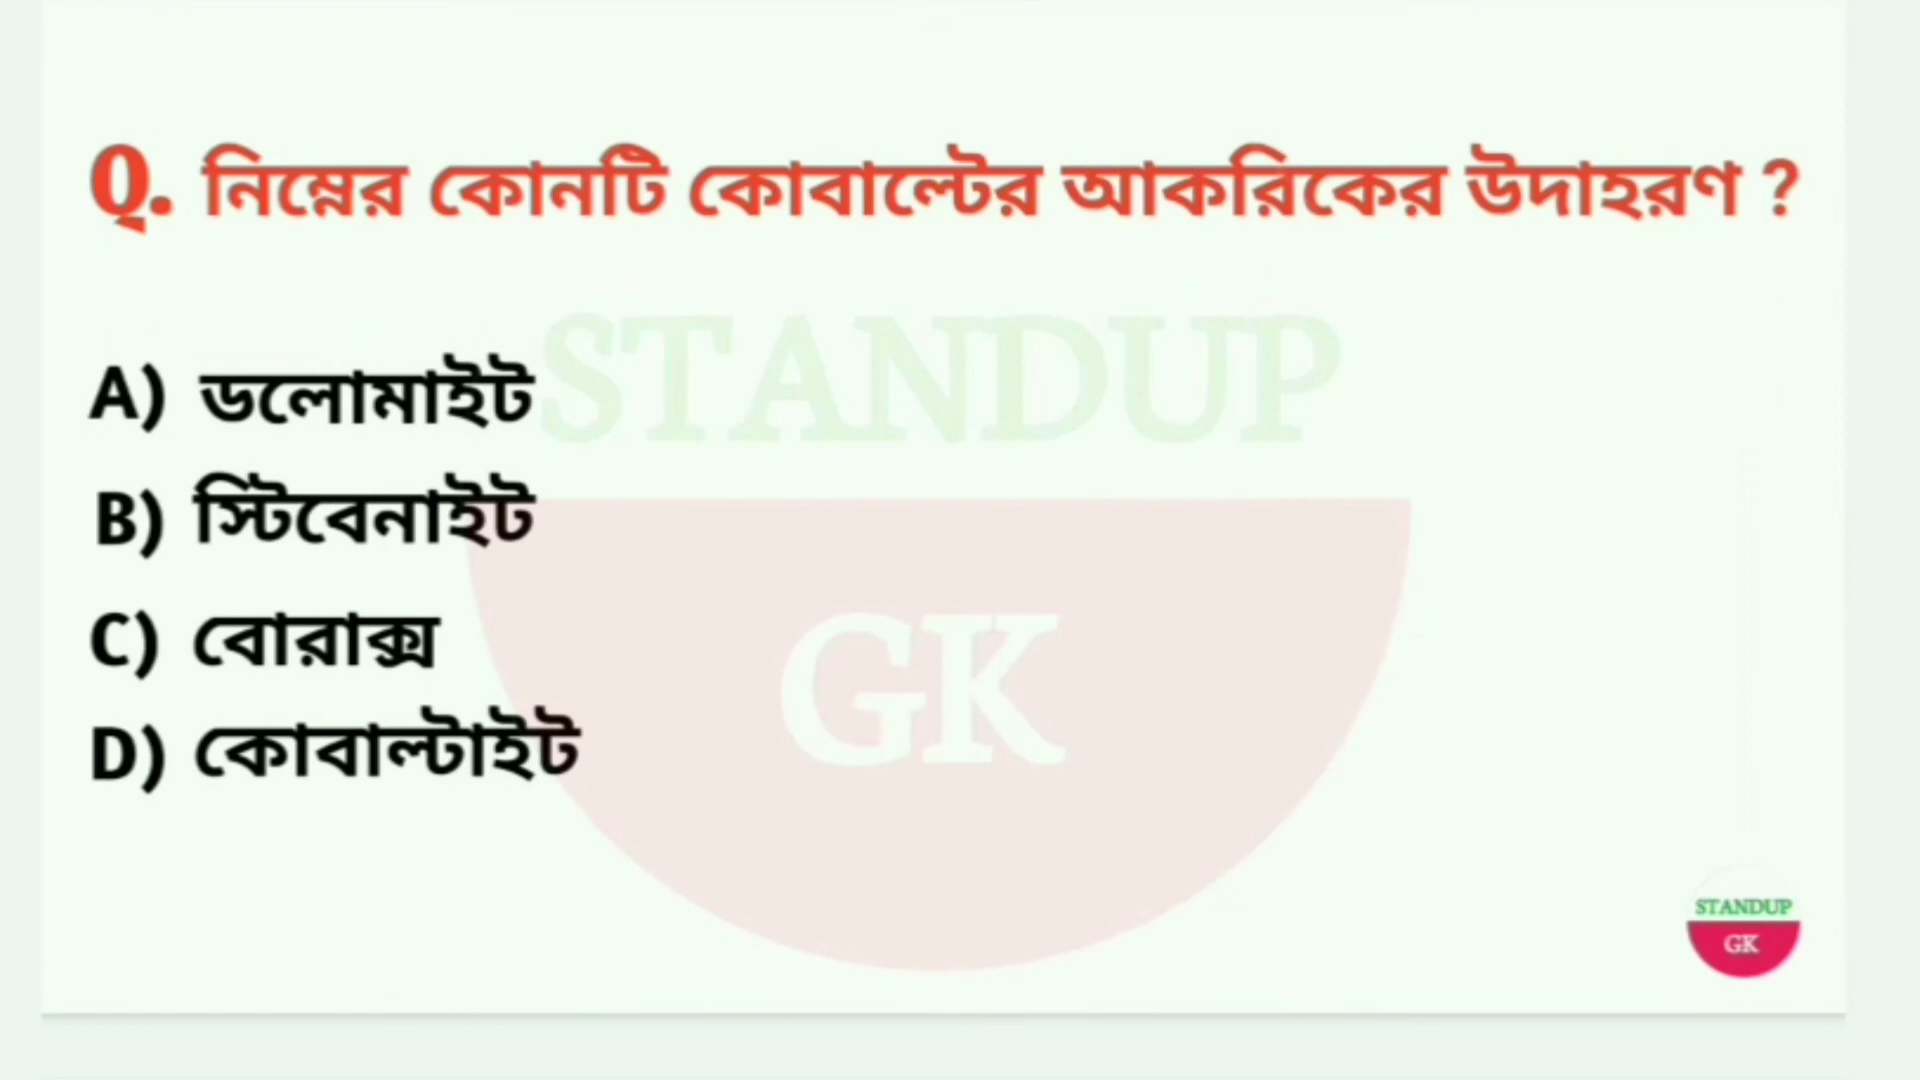 Q. নিম্নের কোনটি কোবাল্টের আকরিকের উদাহরণ ?
STANDUP
A) ডলোমাইট
B) স্টিবেনাইট
GK
C) বোরাক্স
D) কোবাল্টাইট
STANDUP
GK